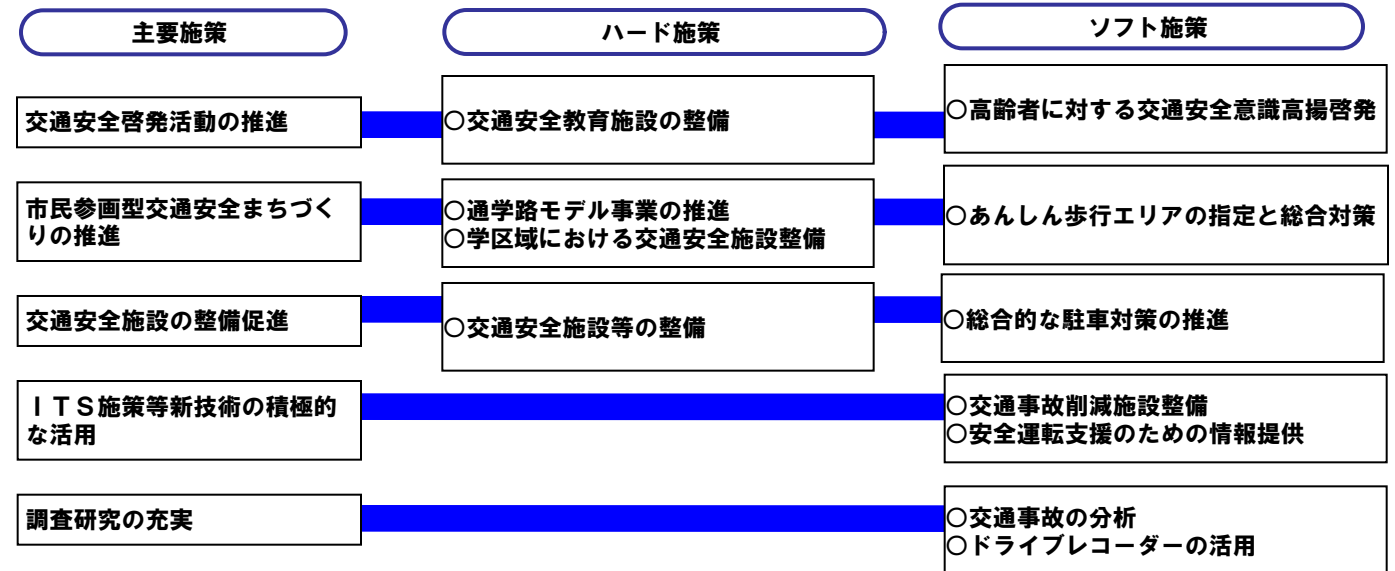 主要施策
ハード施策
ソフト施策
交通安全啓発活動の推進
○交通安全教育施設の整備
○高齢者に対する交通安全意識高揚啓発
市民参画型交通安全まちづく
りの推進
○通学路モデル事業の推進
○学区域における交通安全施設整備
○あんしん歩行エリアの指定と総合対策
交通安全施設の整備促進
○交通安全施設等の整備
○総合的な駐車対策の推進
ＩＴＳ施策等新技術の積極的
な活用
○交通事故削減施設整備
○安全運転支援のための情報提供
調査研究の充実
○交通事故の分析
○ドライブレコーダーの活用